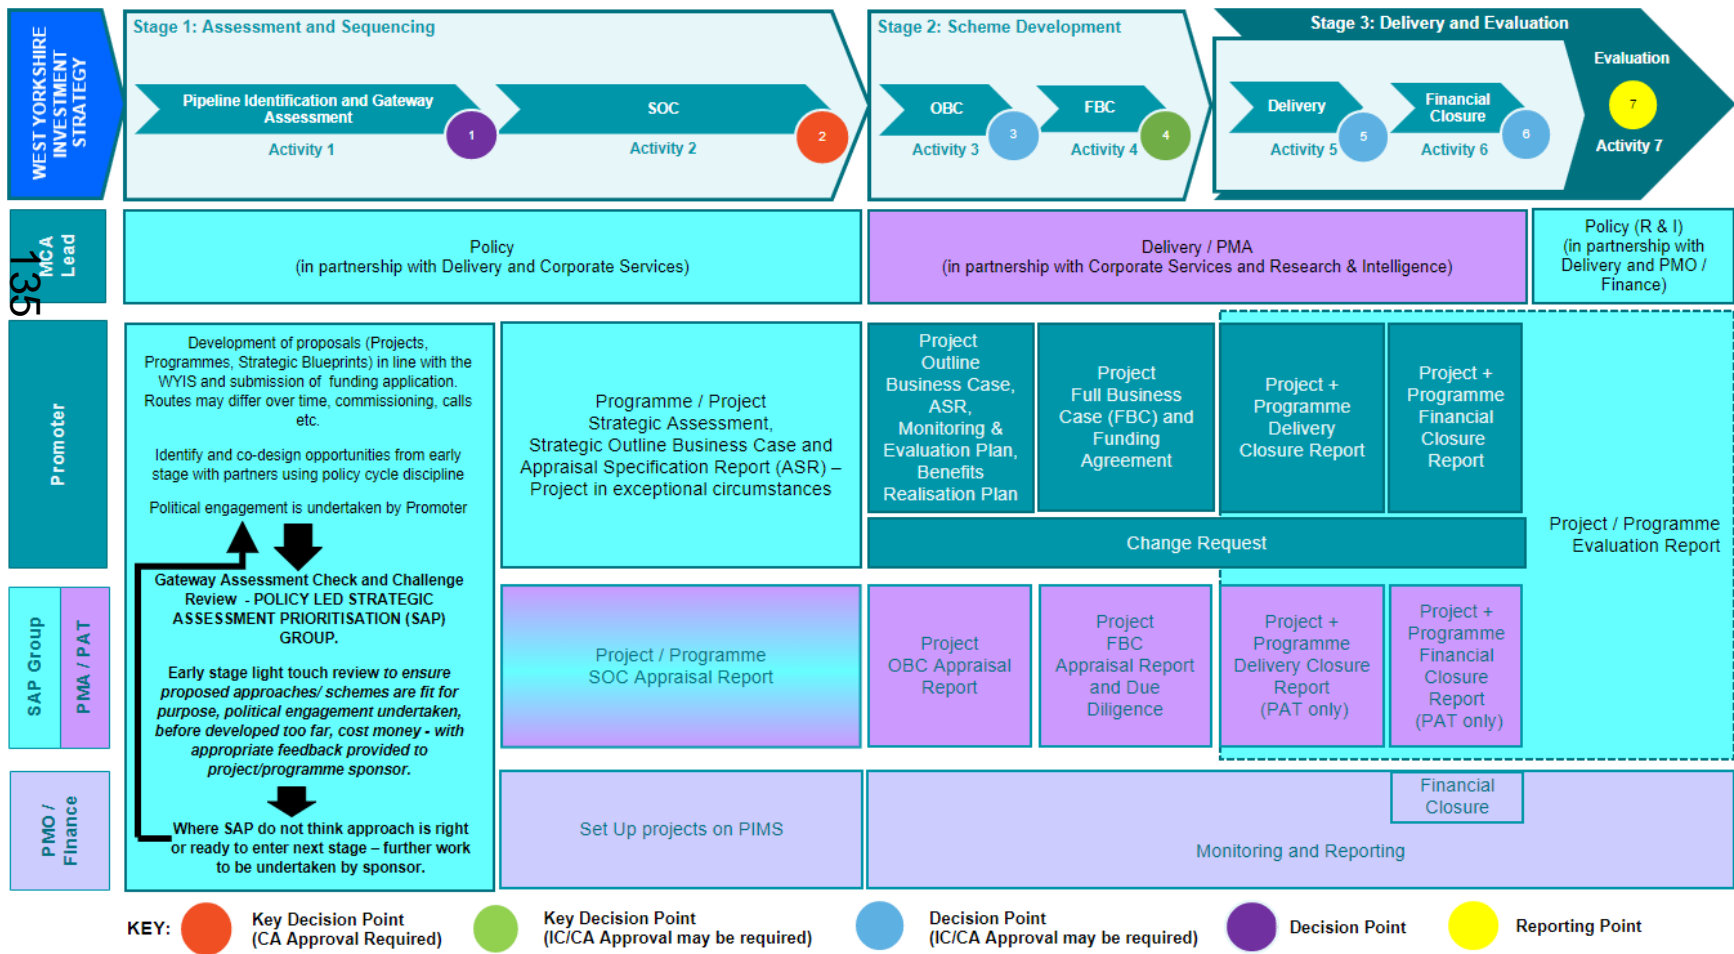 WEST YORKSHIRE
INVESTMENT
STRATEGY
Stage 1: Assessment and Sequencing
Pipeline Identification and Gateway
Assessment
1
Activity 1
SOC
2
Activity 2
Stage 2: Scheme Development
OBC
3
Activity 3
FBC
4
Activity 4
Stage 3: Delivery and Evaluation
Delivery
5
Activity 5
Financial
Closure
6
Activity 6
Evaluation
7
Activity 7
MCA
Lead
135
Policy
(in partnership with Delivery and Corporate Services)
Delivery / PMA
(in partnership with Corporate Services and Research & Intelligence)
Policy (R & I)
(in partnership with
Delivery and PMO /
Finance)
Promoter
Development of proposals (Projects,
Programmes, Strategic Blueprints) in line with the
WYIS and submission of funding application.
Routes may differ over time, commissioning, calls
etc.
Identify and co-design opportunities from early
stage with partners using policy cycle discipline
Political engagement is undertaken by Promoter
Gateway Assessment Check and Challenge
Review - POLICY LED STRATEGIC
ASSESSMENT PRIORITISATION (SAP)
GROUP.
Early stage light touch review to ensure
proposed approaches/ schemes are fit for
purpose, political engagement undertaken,
before developed too far, cost money - with
appropriate feedback provided to
project/programme sponsor.
Where SAP do not think approach is right
or ready to enter next stage – further work
to be undertaken by sponsor.
Programme / Project
Strategic Assessment,
Strategic Outline Business Case and
Appraisal Specification Report (ASR) –
Project in exceptional circumstances
Project
Outline
Business Case,
ASR,
Monitoring &
Evaluation Plan,
Benefits
Realisation Plan
Project
Full Business
Case (FBC) and
Funding
Agreement
Project +
Programme
Delivery
Closure Report
Project +
Programme
Financial
Closure
Report
Change Request
Project / Programme
Evaluation Report
SAP Group
PMA / PAT
Project / Programme
SOC Appraisal Report
Project
OBC Appraisal
Report
Project
FBC
Appraisal Report
and Due
Diligence
Project +
Programme
Delivery Closure
Report
(PAT only)
Project +
Programme
Financial
Closure
Report
(PAT only)
PMO /
Finance
Set Up projects on PIMS
Financial
Closure
Monitoring and Reporting
KEY:
Key Decision Point
(CA Approval Required)
Key Decision Point
(IC/CA Approval may be required)
Decision Point
(IC/CA Approval may be required)
Decision Point
Reporting Point